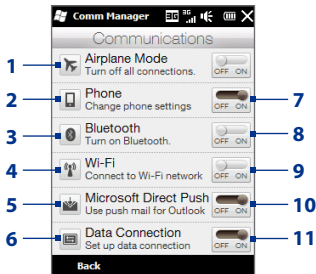 Comm Manager
Communications
1 Airplane Mode
Turn off all connections. OFF ON
2 Phone 7
Change phone settings OFF ON
3 Bluetooth 8
Turn on Bluetooth. OFF ON
4 Wi-Fi 9
Connect to Wi-Fi network OFF ON
5 Microsoft Direct Push 10
Use push mail for Outlook OFF ON
6 Data Connection 11
Set up data connection OFF ON
Back